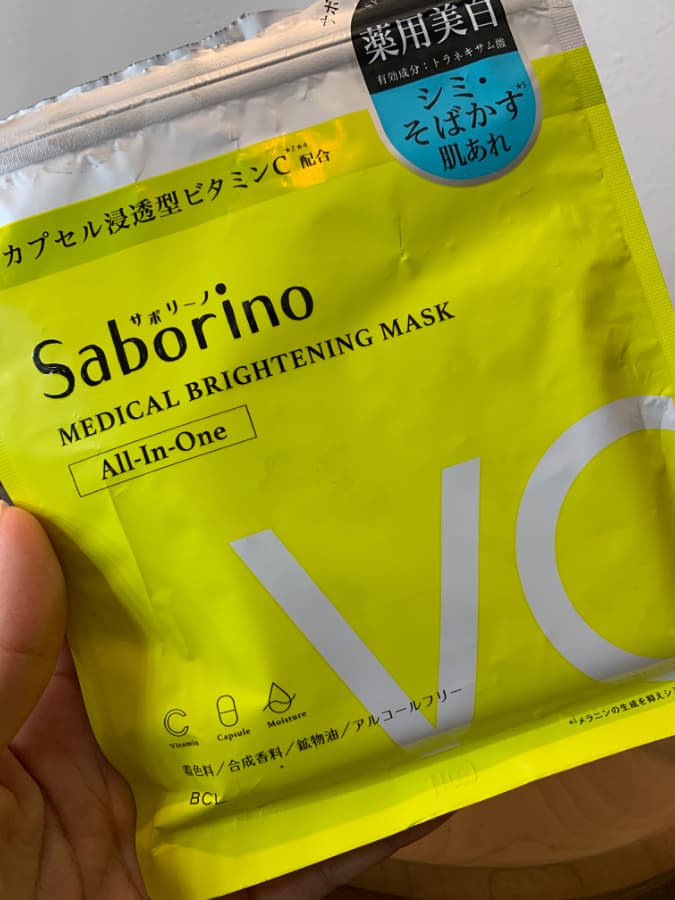 薬用美白
有効成分：トラネキサム酸
シミ・
そばかす★5
肌あれ
カプセル浸透型ビタミンC★2★4配合
サボリーノ
Saborino
MEDICAL BRIGHTENING MASK
All-In-One
VC
Vitamin
Capsule
Moisture
着色料／合成香料／鉱物油／アルコールフリー
BCL
メラニンの生成を抑え